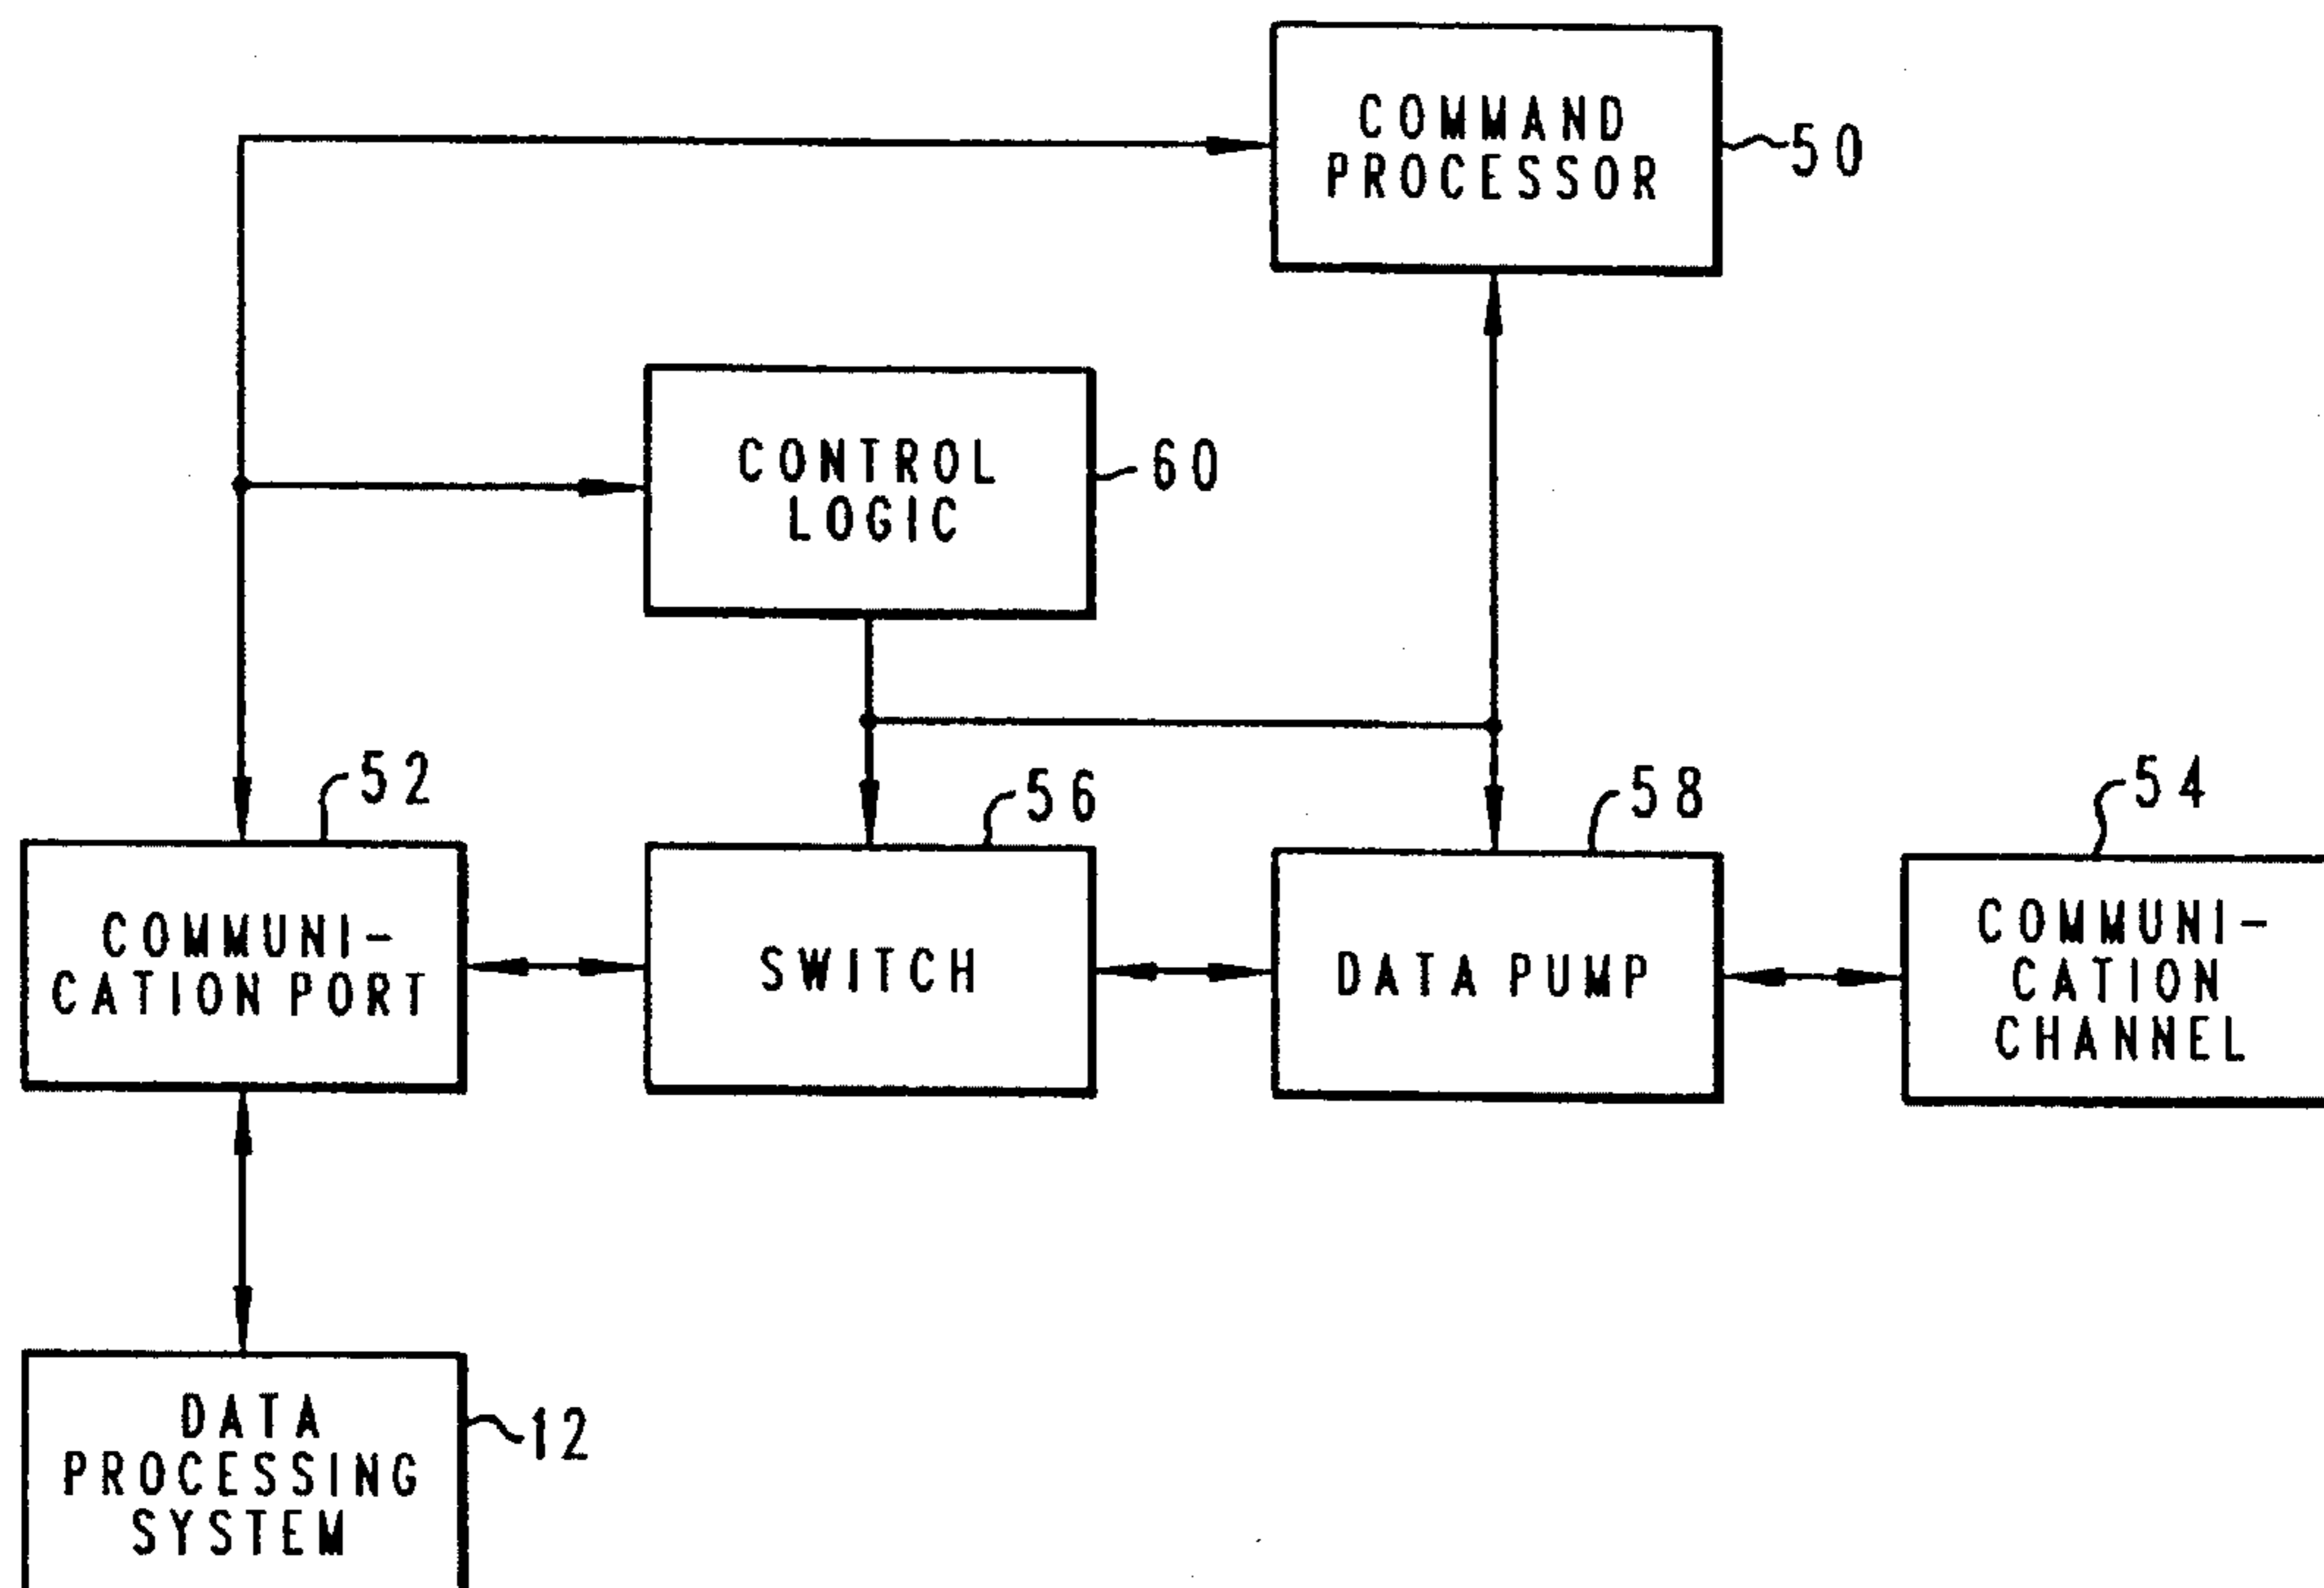 COMMAND
PROCESSOR
50
CONTROL
LOGIC
60
52
56
58
54
COMMUNI-
CATION PORT
SWITCH
DATA PUMP
COMMUNI-
CATION
CHANNEL
DATA
PROCESSING
SYSTEM
12